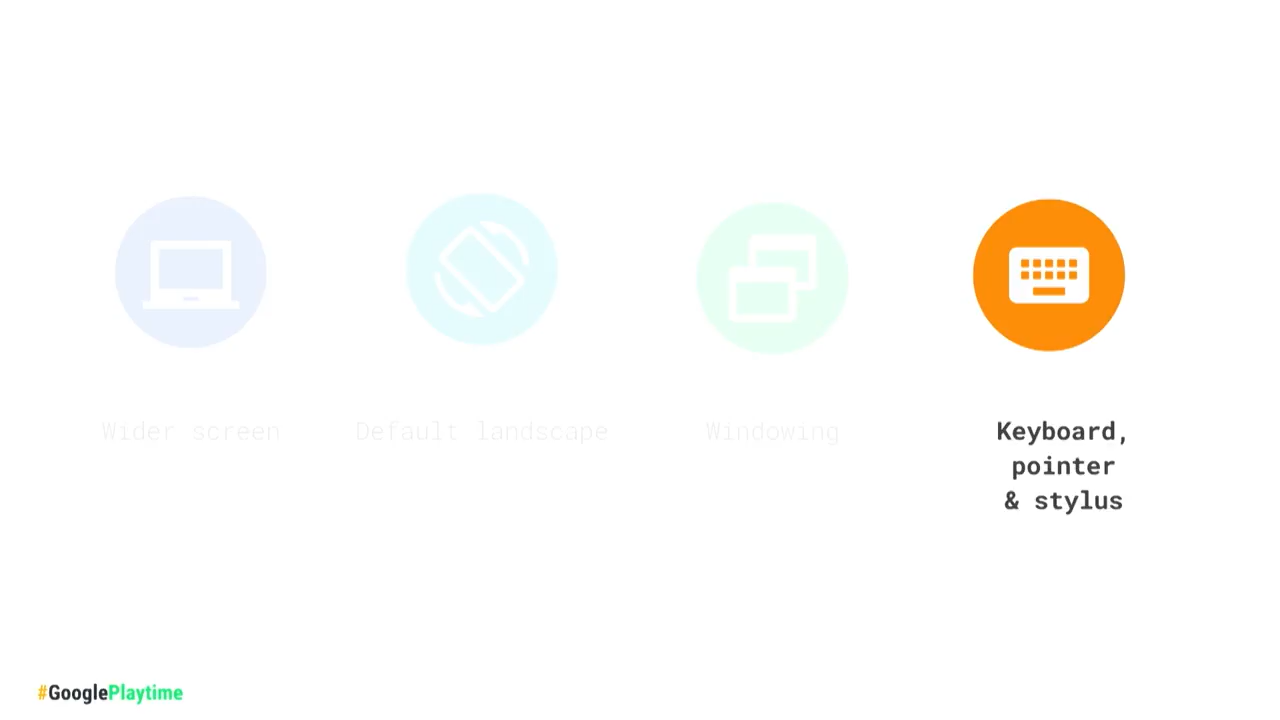 Wider screen
Default landscape
Windowing
Keyboard,
pointer
& stylus
#GooglePlaytime